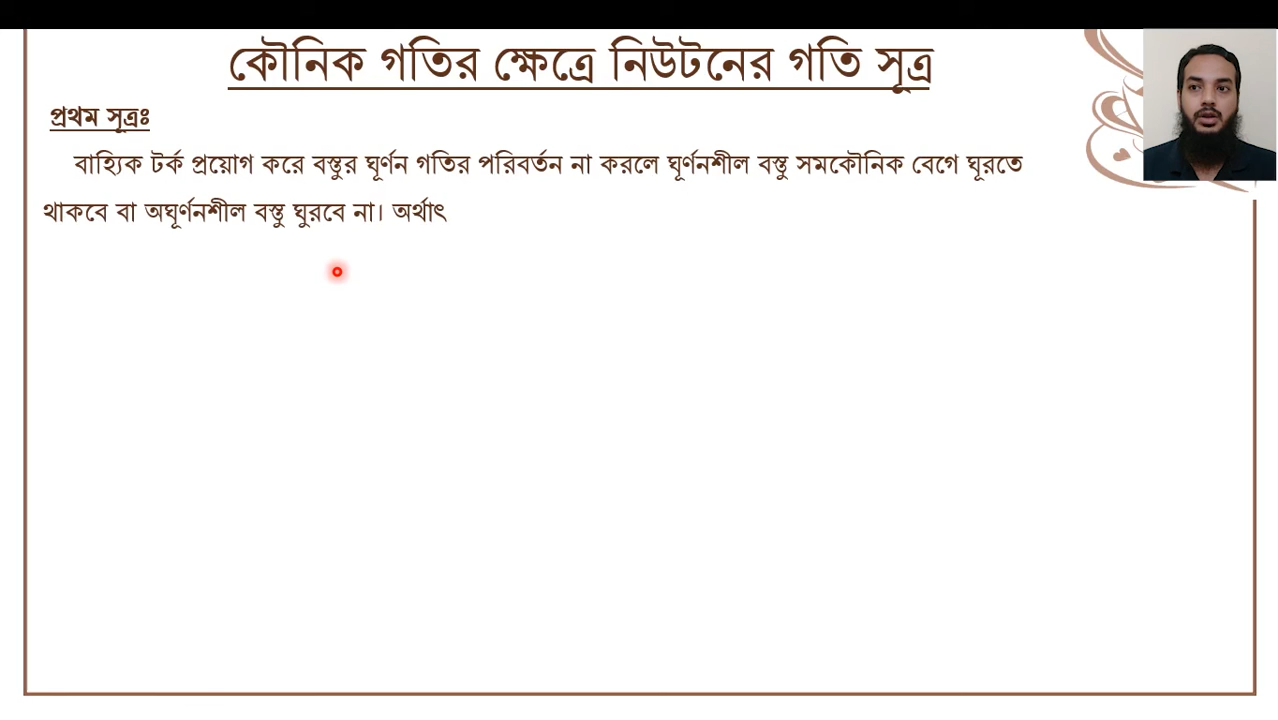 কৌনিক গতির ক্ষেত্রে নিউটনের গতি সূত্র
প্রথম সূত্রঃ
বাহ্যিক টর্ক প্রয়োগ করে বস্তুর ঘূর্ণন গতির পরিবর্তন না করলে ঘূর্ণনশীল বস্তু সমকৌনিক বেগে ঘূরতে
থাকবে বা অঘূর্ণনশীল বস্তু ঘুরবে না। অর্থাৎ